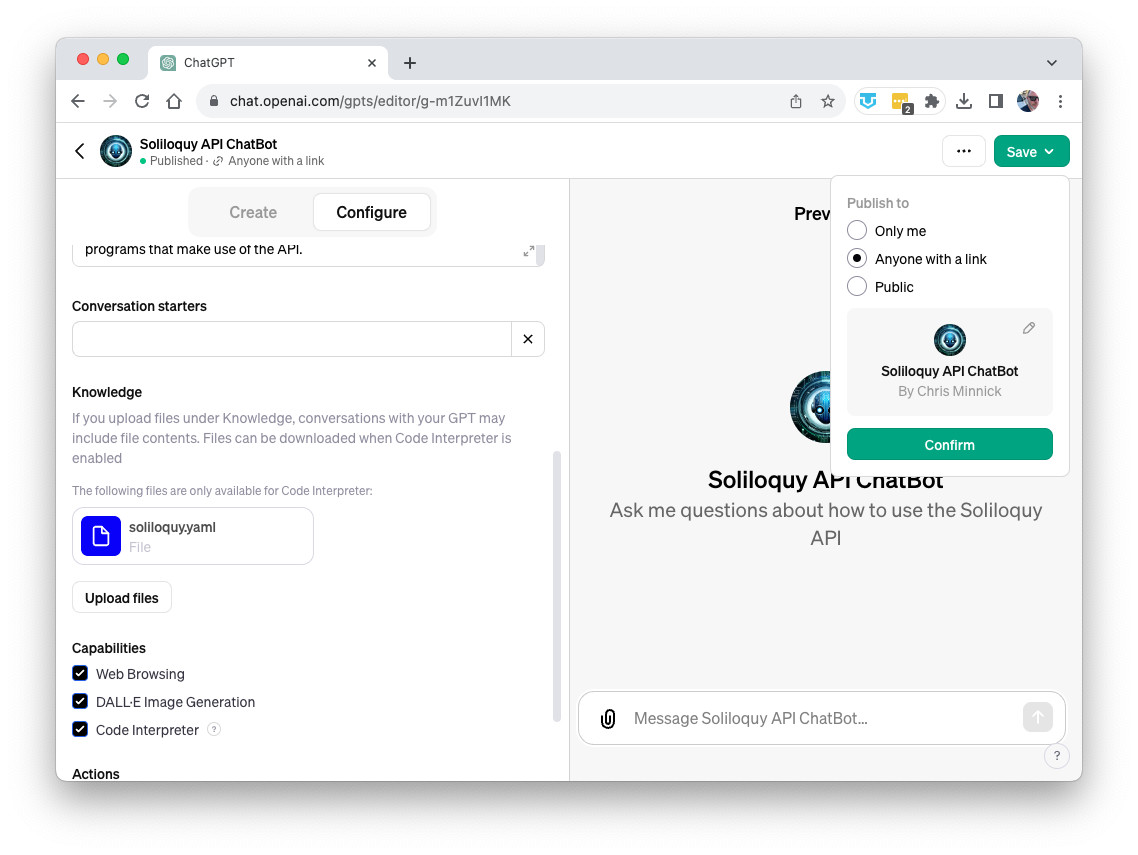 ChatGPT
chat.openai.com/gpts/editor/g-m1ZuvI1MK
2
Soliloquy API ChatBot
Published · Anyone with a link
Save
Create
Configure
programs that make use of the API.
Conversation starters
Knowledge
If you upload files under Knowledge, conversations with your GPT may
include file contents. Files can be downloaded when Code Interpreter is
enabled
The following files are only available for Code Interpreter:
soliloquy.yaml
File
Upload files
Capabilities
Web Browsing
DALL·E Image Generation
Code Interpreter ?
Actions
Prev
Publish to
Only me
Anyone with a link
Public
Soliloquy API ChatBot
By Chris Minnick
Confirm
Soliloquy API ChatBot
Ask me questions about how to use the Soliloquy
API
Message Soliloquy API ChatBot...
?